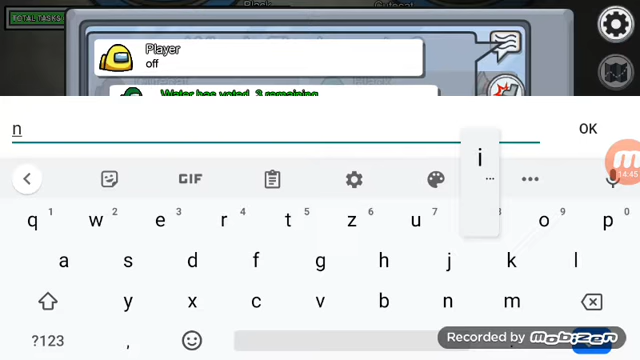 TOTAL TASKS
Player
off
Water has voted. 3 remaining
n
OK
i
14:45
GIF
q 1 w 2 e 3 r 4 t 5 z 6 u 7 8 o 9 p 0
a s d f g h j k l
y x c v b n m
?123 , .
Recorded by mobizen